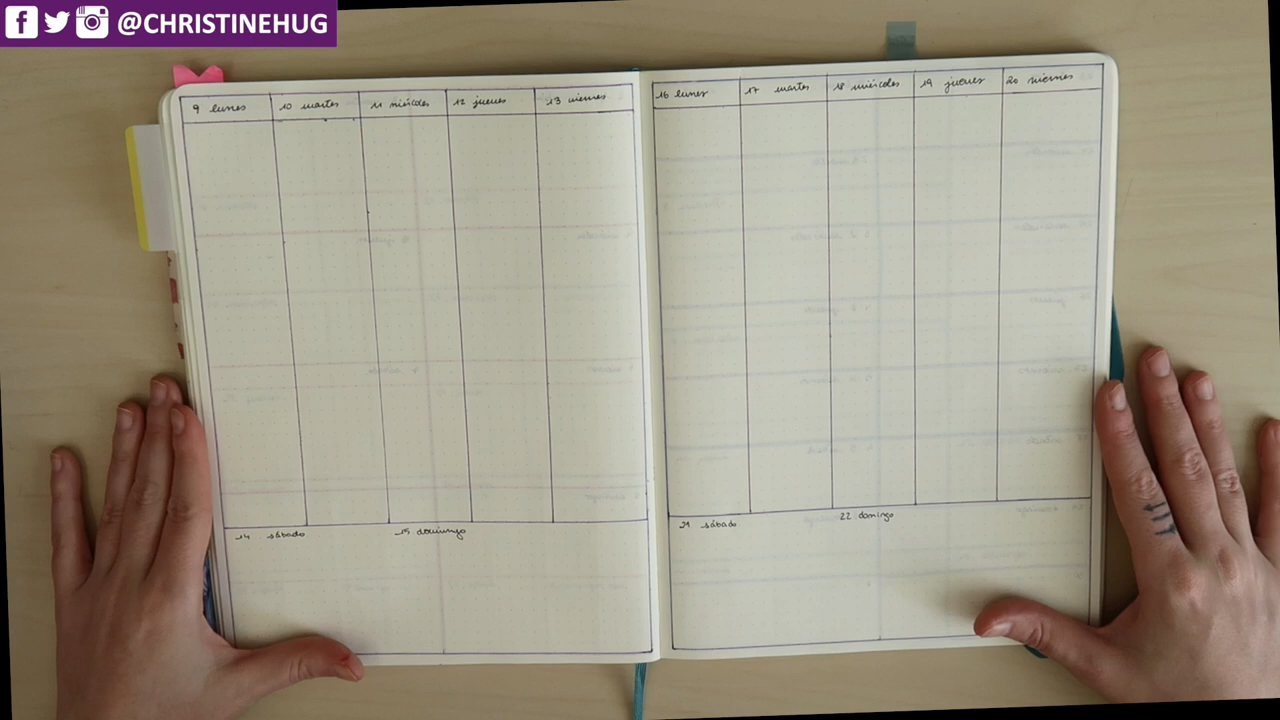 @CHRISTINEHUG
9 lunes
10 martes
11 miércoles
12 jueves
13 viernes
14 sábado
15 domingo
16 lunes
17 martes
18 miércoles
19 jueves
20 viernes
21 sábado
22 domingo